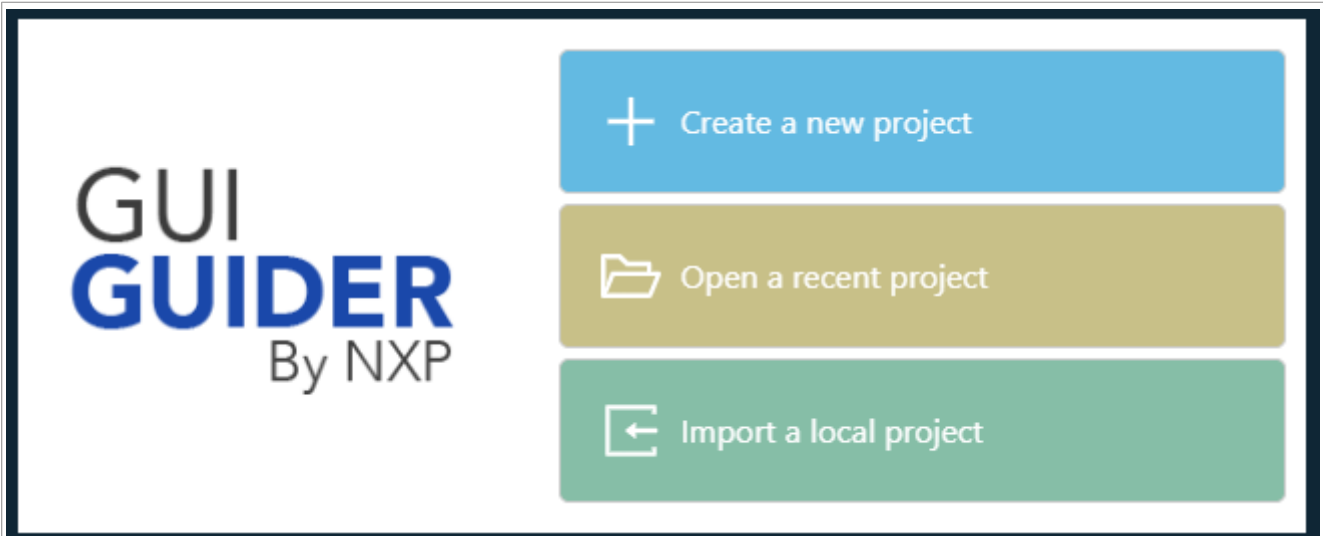 GUI
GUIDER
By NXP
Create a new project
Open a recent project
Import a local project